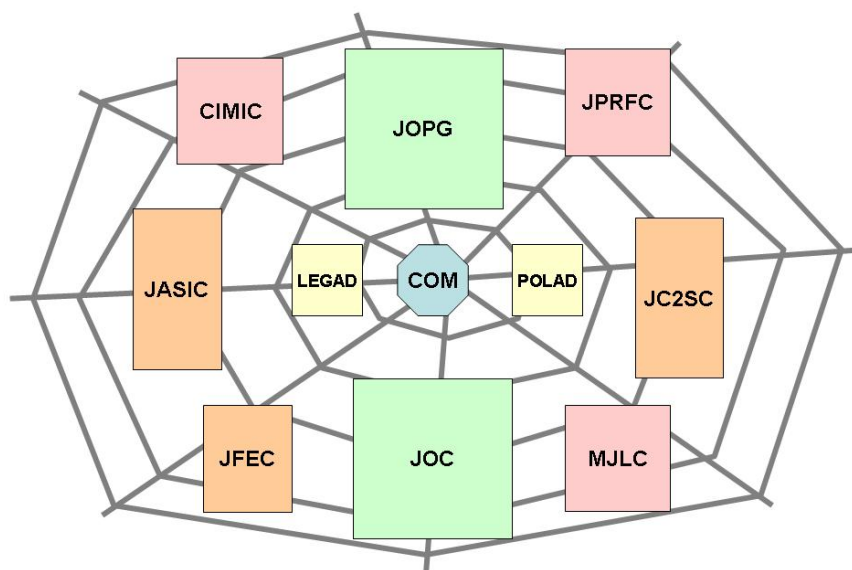 CIMIC
JOPG
JPRFC
JASIC
LEGAD
COM
POLAD
JC2SC
JFEC
JOC
MJLC